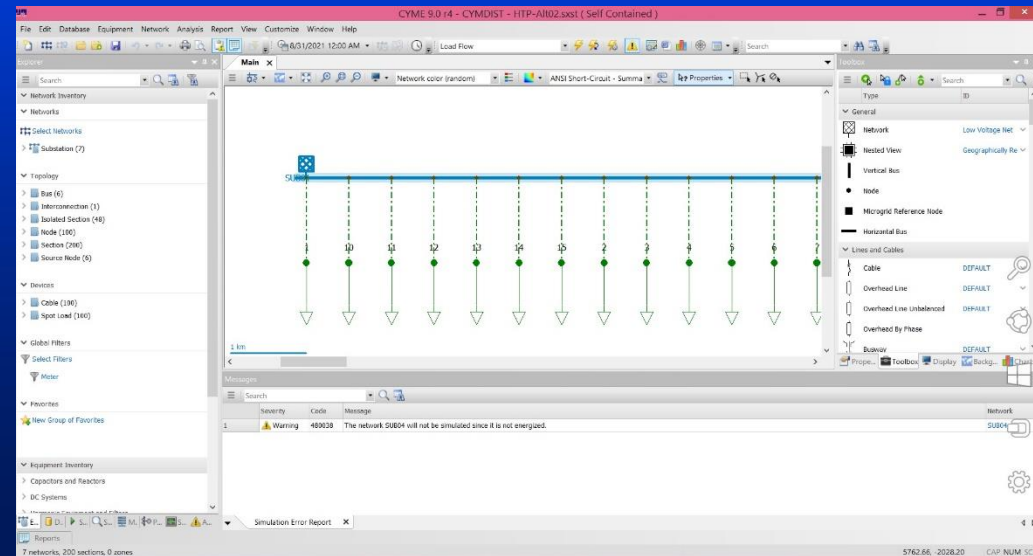 CYME 9.0 r4 - CYMDIST - HTP-Alt02.sxst ( Self Contained )
File Edit Database Equipment Network Analysis Report View Customize Window Help
8/31/2021 12:00 AM
Load Flow
Search
Explorer
Search
Network Inventory
Networks
Select Networks
Substation (7)
Topology
Bus (6)
Interconnection (1)
Isolated Section (48)
Node (100)
Section (200)
Source Node (6)
Devices
Cable (100)
Spot Load (100)
Global Filters
Select Filters
Meter
Favorites
New Group of Favorites
Equipment Inventory
Capacitors and Reactors
DC Systems
E... D.. S... S... M. P... S... A...
Main
Network color (random)
ANSI Short-Circuit - Summa
Properties
1 10 11 12 13 14 15 2 3 4 5 6 7
1 km
Messages
Search
Severity Code Message Network
1 Warning 480038 The network SUB04 will not be simulated since it is not energized. SUB04
Simulation Error Report
Toolbox
Search
Type ID
General
Network Low Voltage Net
Nested View Geographically Re
Vertical Bus
Node
Microgrid Reference Node
Horizontal Bus
Lines and Cables
Cable DEFAULT
Overhead Line DEFAULT
Overhead Line Unbalanced DEFAULT
Overhead By Phase
Busway DEFAULT
Prope... Toolbox Display Backg... Chart
Reports
7 networks, 200 sections, 0 zones
5762.66, -2028.20 CAP NUM